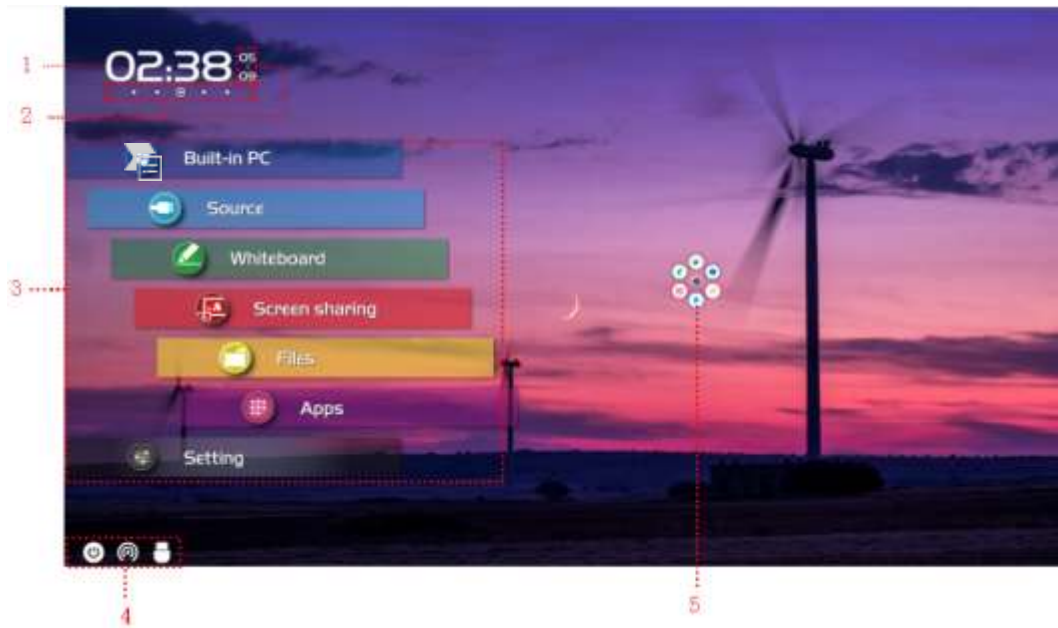 1
02:38 05
09
2
Built-in PC
Source
Whiteboard
3
Screen sharing
Files
Apps
Setting
4
5